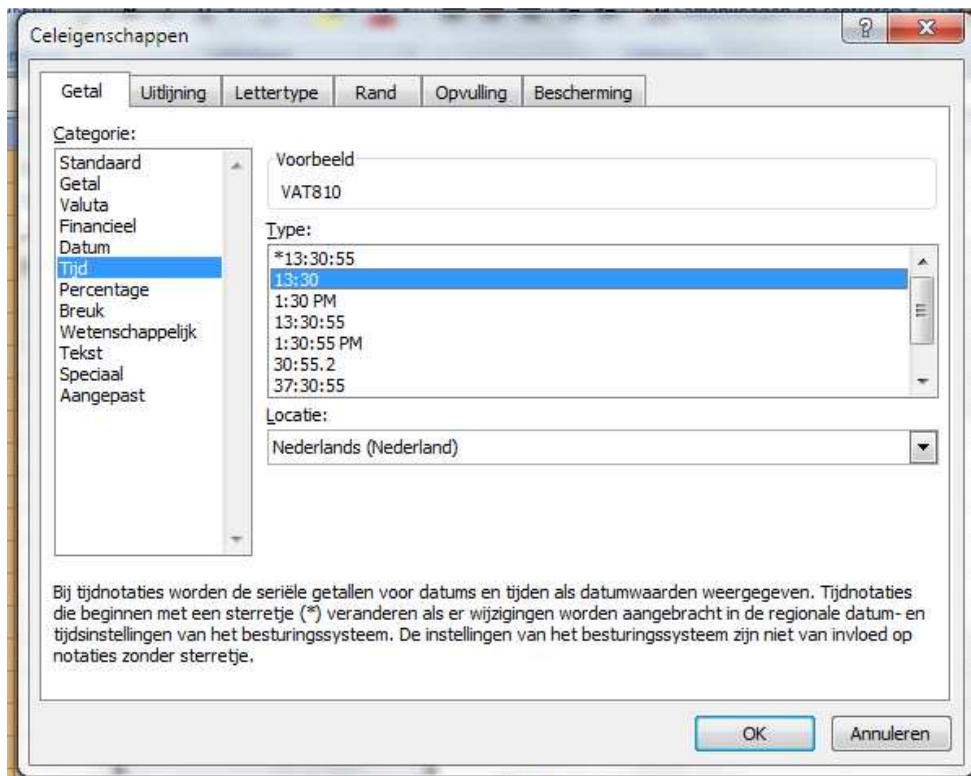 Celeigenschappen
Getal Uitlijning Lettertype Rand Opvulling Bescherming
Categorie:
Standaard
Getal
Valuta
Financieel
Datum
Tijd
Percentage
Breuk
Wetenschappelijk
Tekst
Speciaal
Aangepast
Voorbeeld
VAT810
Type:
*13:30:55
13:30
1:30 PM
13:30:55
1:30:55 PM
30:55.2
37:30:55
Locatie:
Nederlands (Nederland)
Bij tijdnotaties worden de seriële getallen voor datums en tijden als datumwaarden weergegeven. Tijdnotaties
die beginnen met een sterretje (*) veranderen als er wijzigingen worden aangebracht in de regionale datum- en
tijdsinstellingen van het besturingssysteem. De instellingen van het besturingssysteem zijn niet van invloed op
notaties zonder sterretje.
OK Annuleren